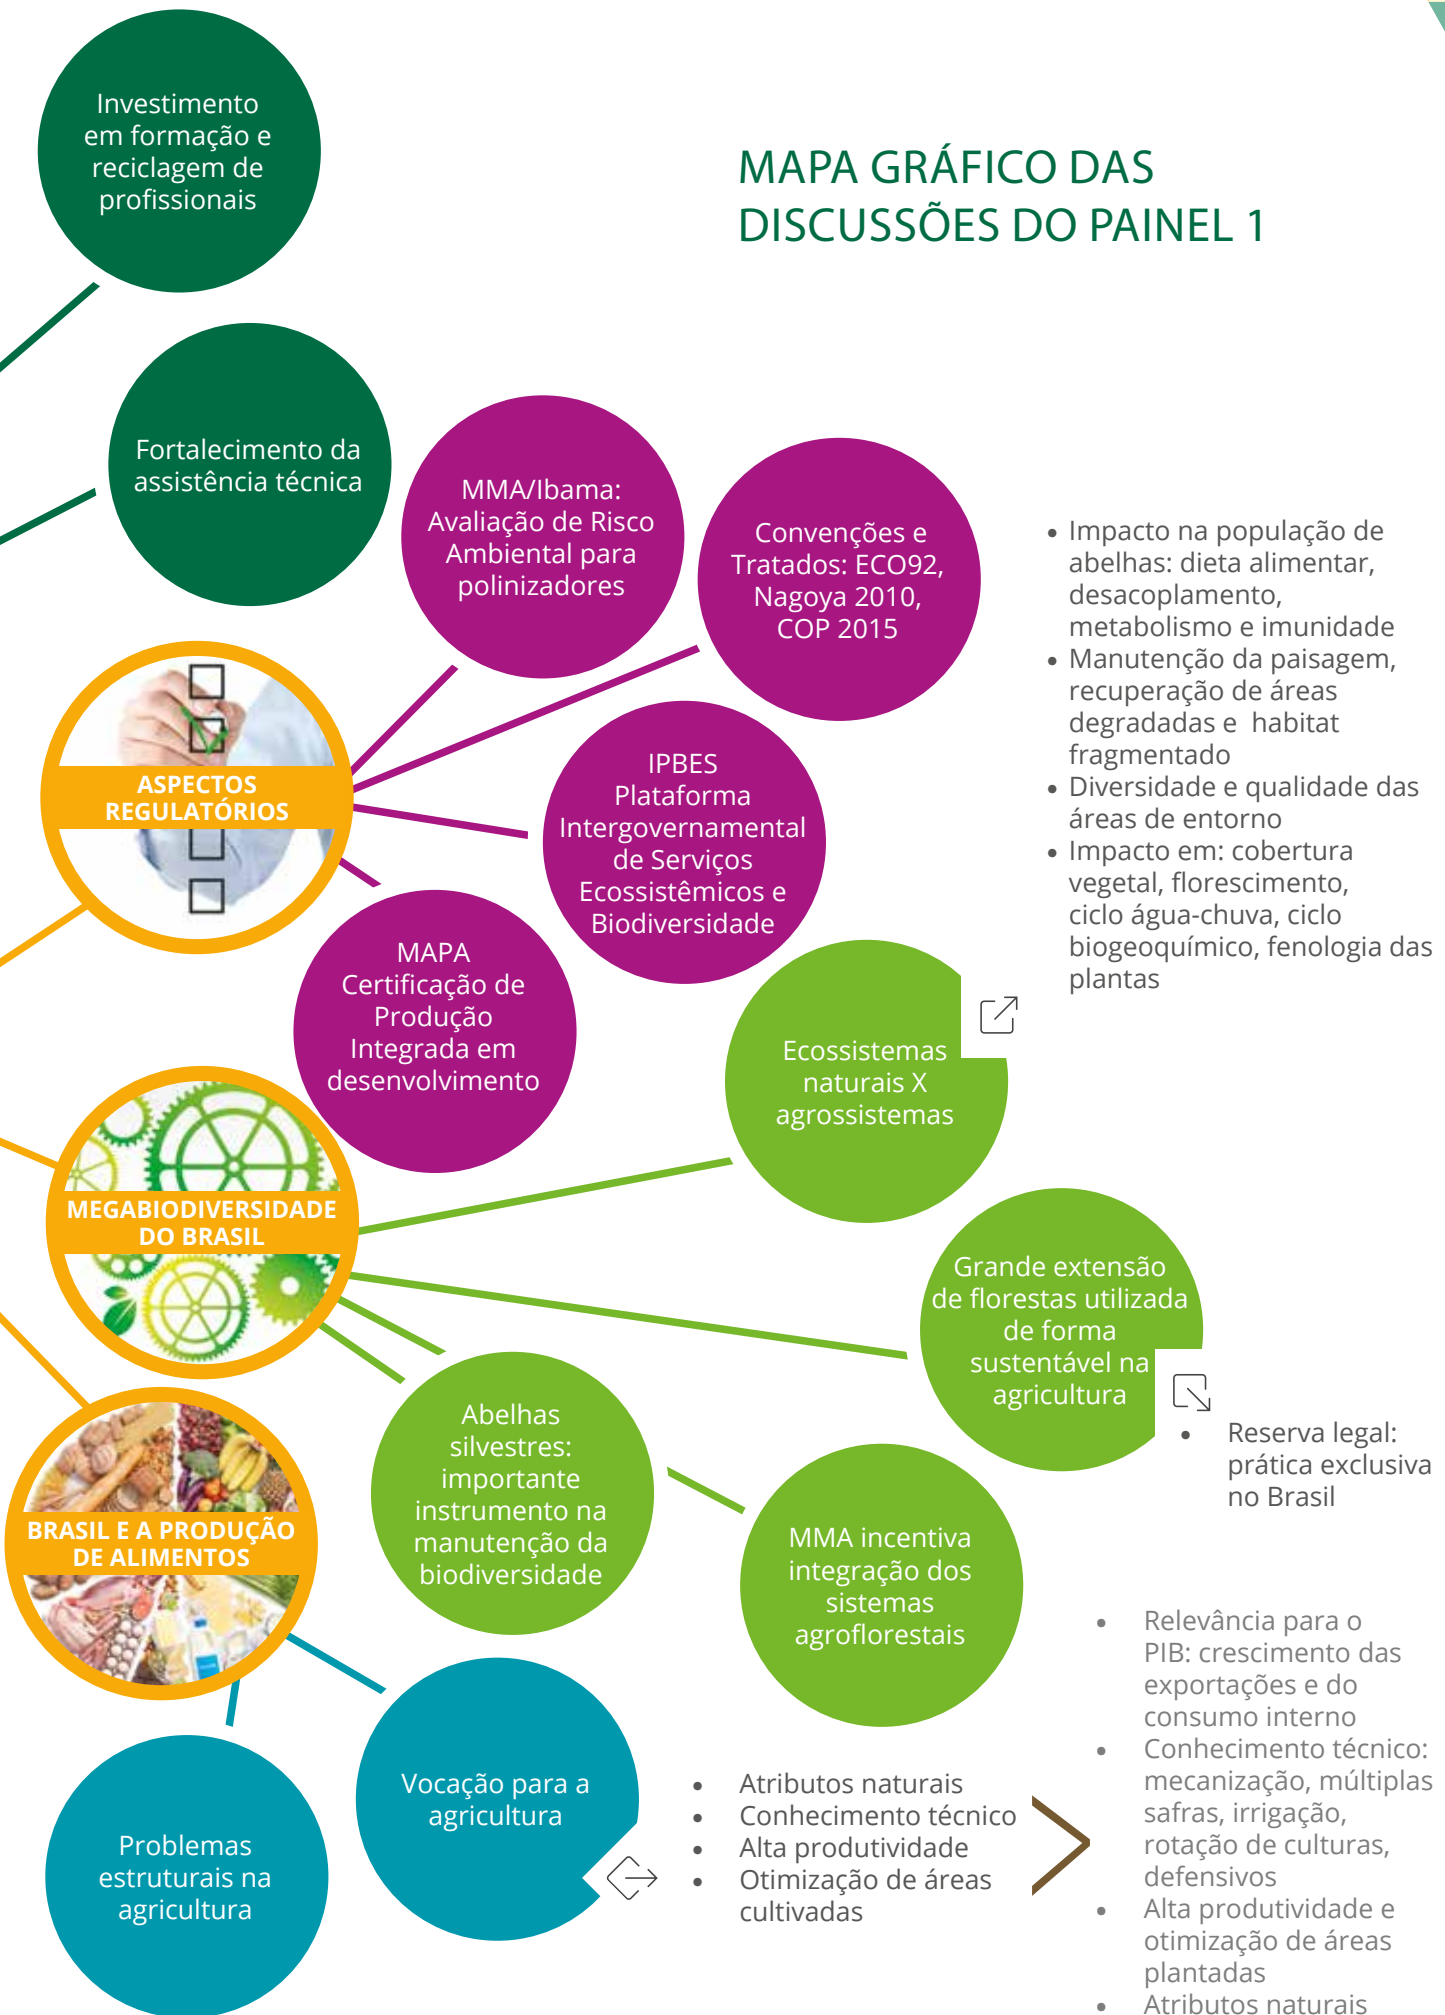 Investimento
em formação e
reciclagem de
profissionais
MAPA GRÁFICO DAS
DISCUSSÕES DO PAINEL 1
Fortalecimento da
assistência técnica
MMA/Ibama:
Avaliação de Risco
Ambiental para
polinizadores
Convenções e
Tratados: ECO92,
Nagoya 2010,
COP 2015
• Impacto na população de
abelhas: dieta alimentar,
desacoplamento,
metabolismo e imunidade
• Manutenção da paisagem,
recuperação de áreas
degradadas e habitat
fragmentado
• Diversidade e qualidade das
áreas de entorno
• Impacto em: cobertura
vegetal, florescimento,
ciclo água-chuva, ciclo
biogeoquímico, fenologia das
plantas
ASPECTOS
REGULATÓRIOS
IPBES
Plataforma
Intergovernamental
de Serviços
Ecossistêmicos e
Biodiversidade
MAPA
Certificação de
Produção
Integrada em
desenvolvimento
Ecossistemas
naturais X
agrossistemas
MEGABIODIVERSIDADE
DO BRASIL
Grande extensão
de florestas utilizada
de forma
sustentável na
agricultura
• Reserva legal:
prática exclusiva
no Brasil
Abelhas
silvestres:
importante
instrumento na
manutenção da
biodiversidade
MMA incentiva
integração dos
sistemas
agroflorestais
BRASIL E A PRODUÇÃO
DE ALIMENTOS
Vocação para a
agricultura
• Atributos naturais
• Conhecimento técnico
• Alta produtividade
• Otimização de áreas
cultivadas
• Relevância para o
PIB: crescimento das
exportações e do
consumo interno
• Conhecimento técnico:
mecanização, múltiplas
safras, irrigação,
rotação de culturas,
defensivos
• Alta produtividade e
otimização de áreas
plantadas
• Atributos naturais
Problemas
estruturais na
agricultura